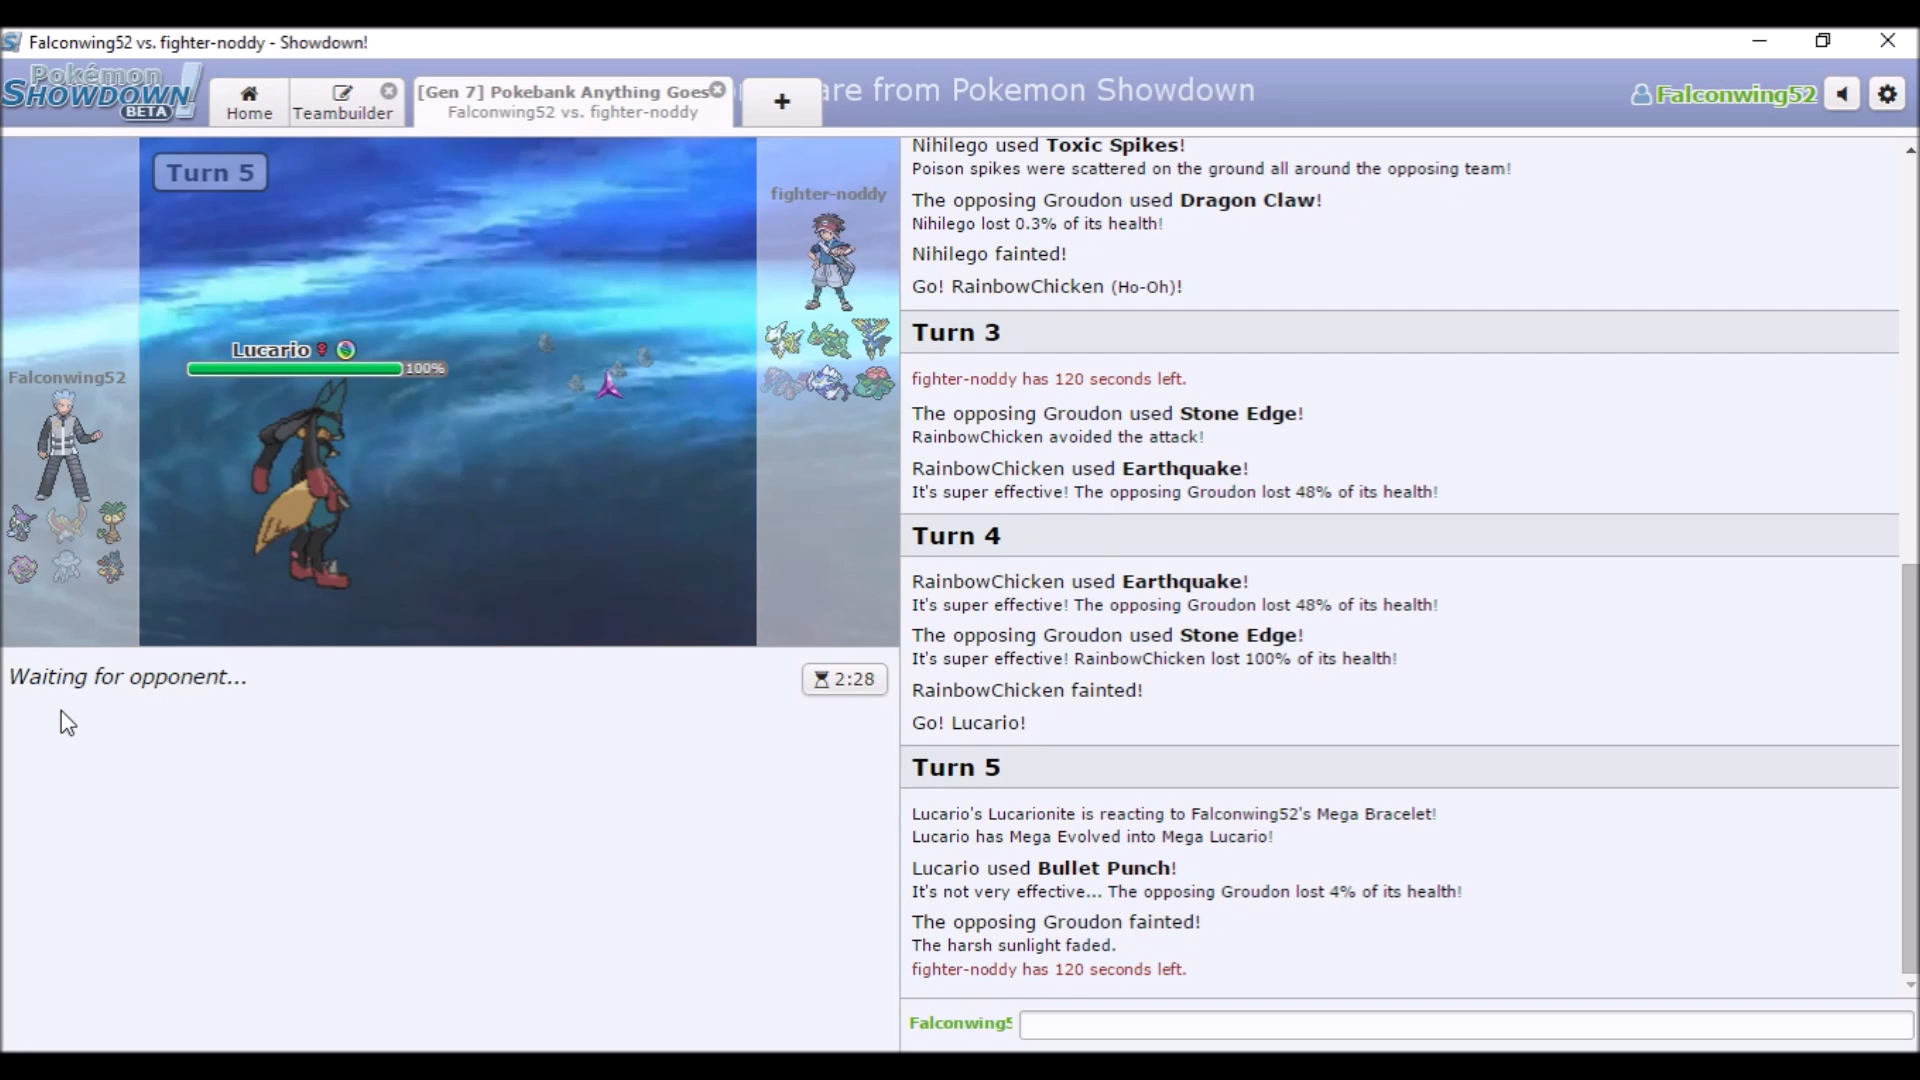 Falconwing52 vs. fighter-noddy - Showdown!
Pokémon
SHOWDOWN!
BETA
Home
Teambuilder
[Gen 7] Pokebank Anything Goes
Falconwing52 vs. fighter-noddy
+
are from Pokemon Showdown
Falconwing52
Turn 5
fighter-noddy
Lucario
100%
Falconwing52
Waiting for opponent...
2:28
Nihilego used Toxic Spikes!
Poison spikes were scattered on the ground all around the opposing team!
The opposing Groudon used Dragon Claw!
Nihilego lost 0.3% of its health!
Nihilego fainted!
Go! RainbowChicken (Ho-Oh)!
Turn 3
fighter-noddy has 120 seconds left.
The opposing Groudon used Stone Edge!
RainbowChicken avoided the attack!
RainbowChicken used Earthquake!
It's super effective! The opposing Groudon lost 48% of its health!
Turn 4
RainbowChicken used Earthquake!
It's super effective! The opposing Groudon lost 48% of its health!
The opposing Groudon used Stone Edge!
It's super effective! RainbowChicken lost 100% of its health!
RainbowChicken fainted!
Go! Lucario!
Turn 5
Lucario's Lucarionite is reacting to Falconwing52's Mega Bracelet!
Lucario has Mega Evolved into Mega Lucario!
Lucario used Bullet Punch!
It's not very effective... The opposing Groudon lost 4% of its health!
The opposing Groudon fainted!
The harsh sunlight faded.
fighter-noddy has 120 seconds left.
Falconwing5